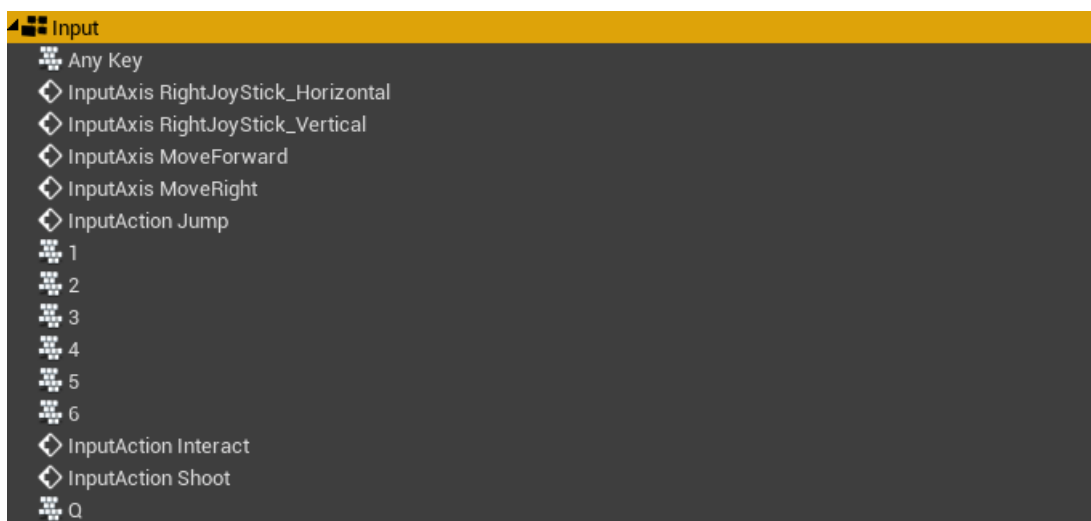 Input
Any Key
InputAxis RightJoyStick_Horizontal
InputAxis RightJoyStick_Vertical
InputAxis MoveForward
InputAxis MoveRight
InputAction Jump
1
2
3
4
5
6
InputAction Interact
InputAction Shoot
Q